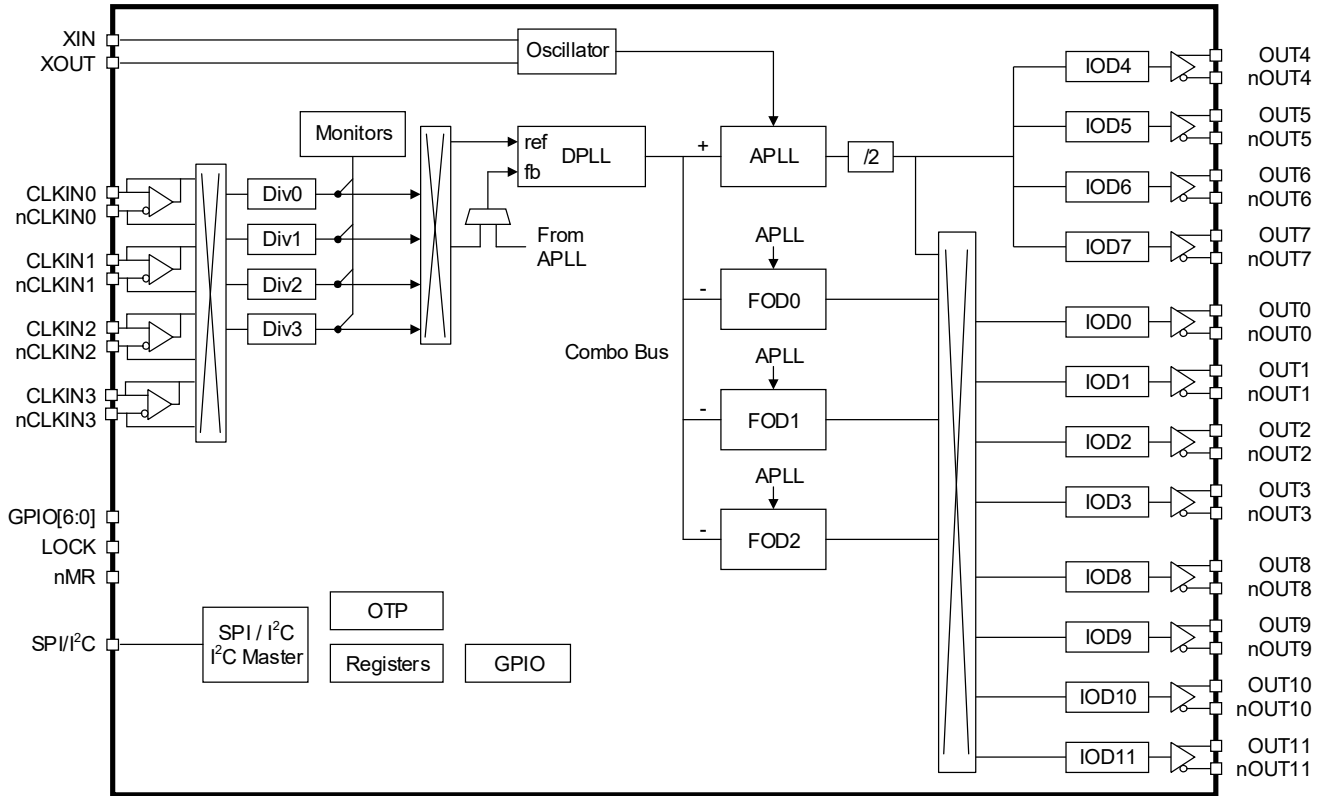 XIN
XOUT
Oscillator
Monitors
ref
fb
DPLL
+
APLL
/2
CLKIN0
nCLKIN0
CLKIN1
nCLKIN1
CLKIN2
nCLKIN2
CLKIN3
nCLKIN3
Div0
Div1
Div2
Div3
From
APLL
APLL
-
FOD0
Combo Bus
APLL
-
FOD1
APLL
-
FOD2
IOD4
OUT4
nOUT4
IOD5
OUT5
nOUT5
IOD6
OUT6
nOUT6
IOD7
OUT7
nOUT7
IOD0
OUT0
nOUT0
IOD1
OUT1
nOUT1
IOD2
OUT2
nOUT2
IOD3
OUT3
nOUT3
IOD8
OUT8
nOUT8
IOD9
OUT9
nOUT9
IOD10
OUT10
nOUT10
IOD11
OUT11
nOUT11
GPIO[6:0]
LOCK
nMR
SPI/I²C
SPI / I²C
I²C Master
OTP
Registers
GPIO